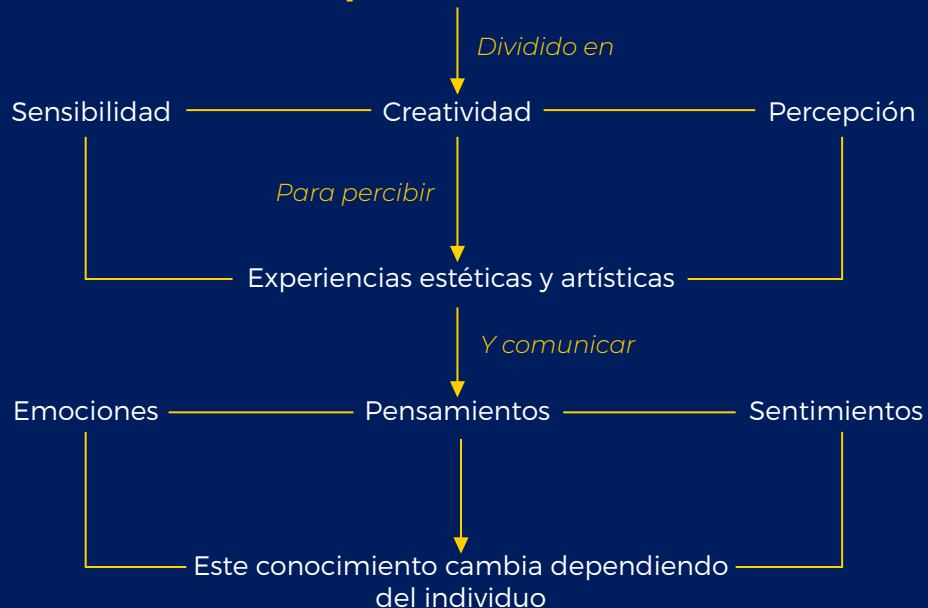 Dividido en
Sensibilidad
Creatividad
Percepción
Para percibir
Experiencias estéticas y artísticas
Y comunicar
Emociones
Pensamientos
Sentimientos
Este conocimiento cambia dependiendo
del individuo